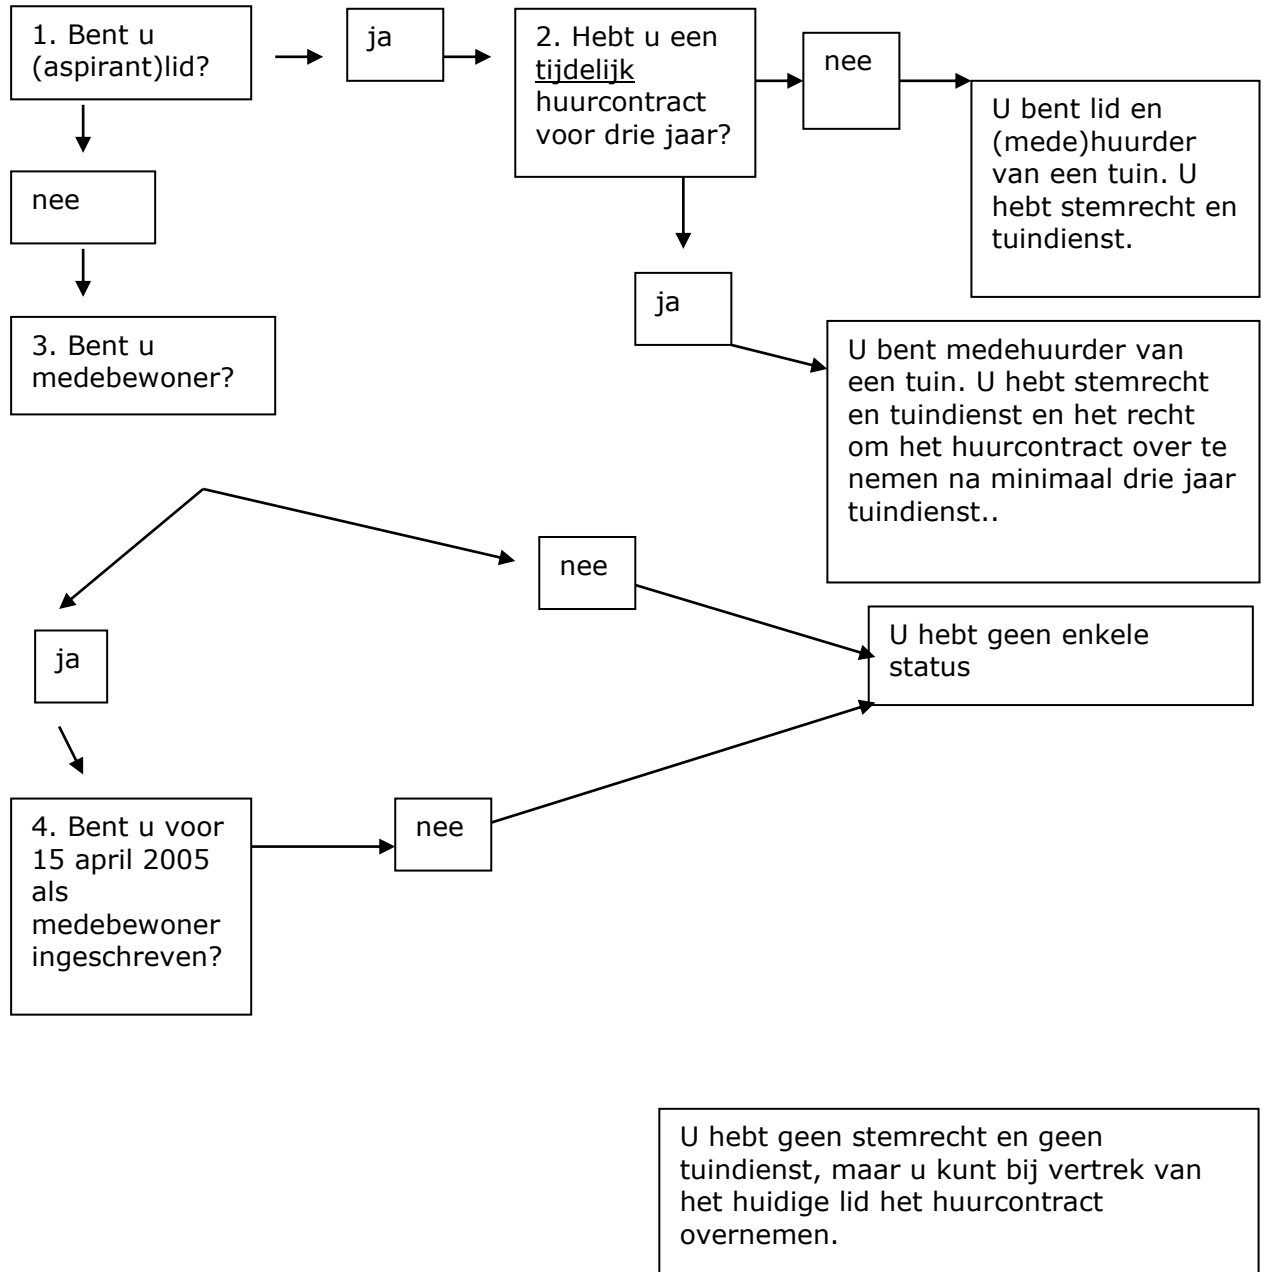 1. Bent u
(aspirant)lid?
ja
2. Hebt u een
tijdelijk
huurcontract
voor drie jaar?
nee
U bent lid en
(mede)huurder
van een tuin. U
hebt stemrecht en
tuindienst.
nee
ja
3. Bent u
medebewoner?
U bent medehuurder van
een tuin. U hebt stemrecht
en tuindienst en het recht
om het huurcontract over te
nemen na minimaal drie jaar
tuindienst..
nee
U hebt geen enkele
status
ja
4. Bent u voor
15 april 2005
als
medebewoner
ingeschreven?
nee
U hebt geen stemrecht en geen
tuindienst, maar u kunt bij vertrek van
het huidige lid het huurcontract
overnemen.